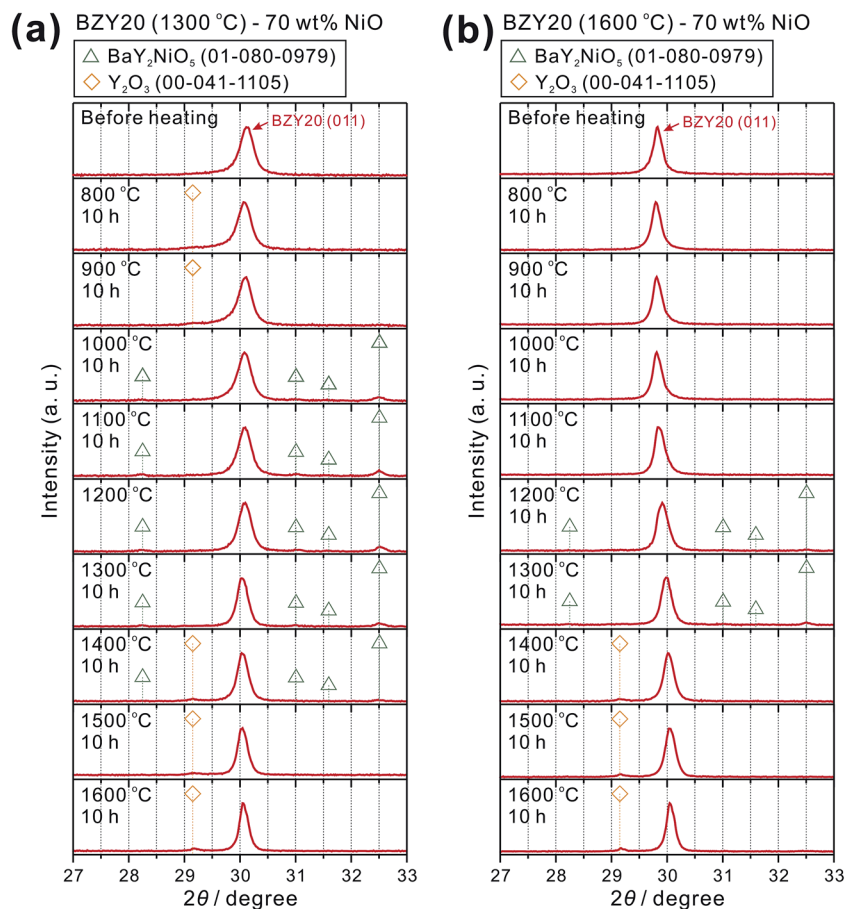 (a) BZY20 (1300 °C) - 70 wt% NiO
△ BaY₂NiO₅ (01-080-0979)
◇ Y₂O₃ (00-041-1105)
Before heating
BZY20 (011)
800 °C
10 h
900 °C
10 h
1000 °C
10 h
1100 °C
10 h
1200 °C
10 h
1300 °C
10 h
1400 °C
10 h
1500 °C
10 h
1600 °C
10 h
Intensity (a. u.)
27 28 29 30 31 32 33
2θ / degree
(b) BZY20 (1600 °C) - 70 wt% NiO
△ BaY₂NiO₅ (01-080-0979)
◇ Y₂O₃ (00-041-1105)
Before heating
BZY20 (011)
800 °C
10 h
900 °C
10 h
1000 °C
10 h
1100 °C
10 h
1200 °C
10 h
1300 °C
10 h
1400 °C
10 h
1500 °C
10 h
1600 °C
10 h
Intensity (a. u.)
27 28 29 30 31 32 33
2θ / degree